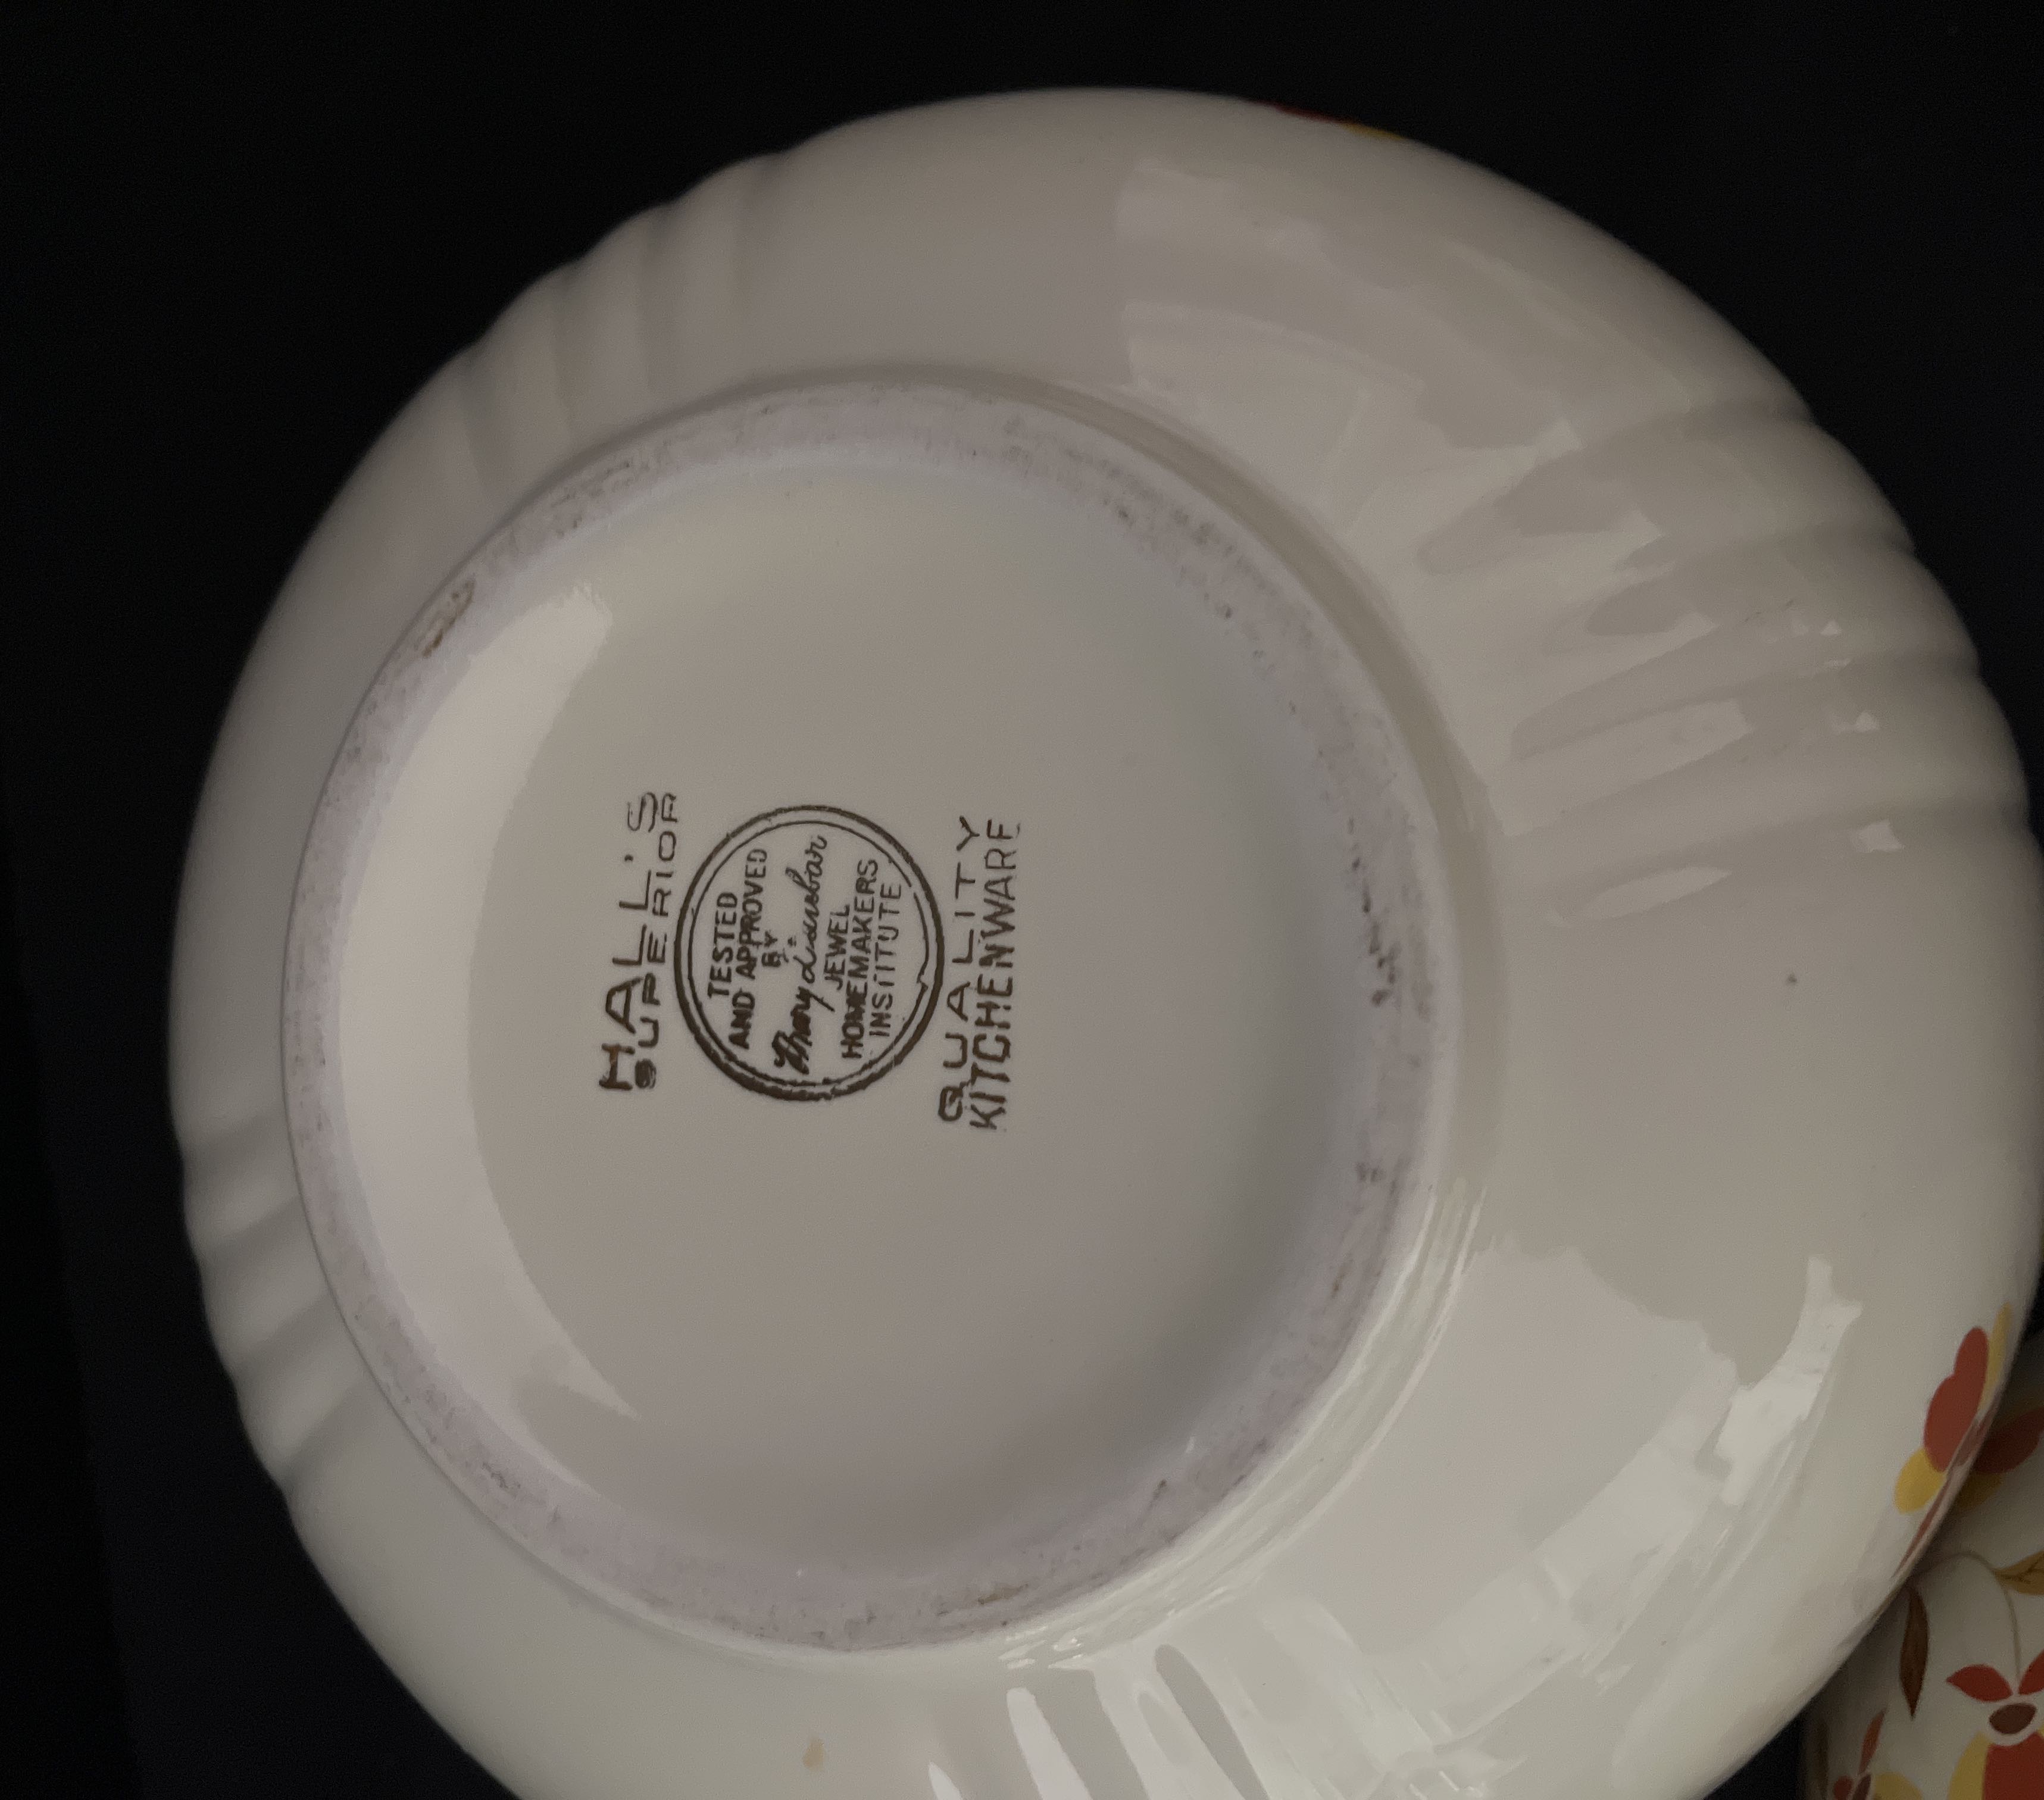 HALL'S
SUPERIOR
TESTED
AND APPROVED
BY
Mary Dunbar
JEWEL
HOMEMAKERS
INSTITUTE
QUALITY
KITCHENWARE